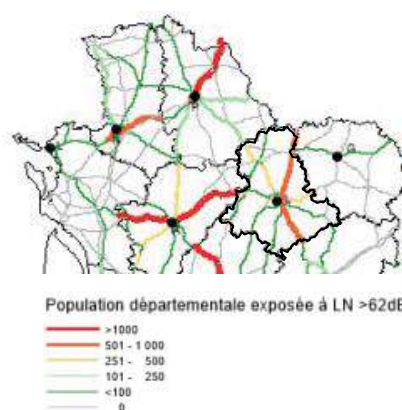 Population départementale exposée à LN >62dB
>1000
501 - 1 000
251 - 500
101 - 250
<100
0